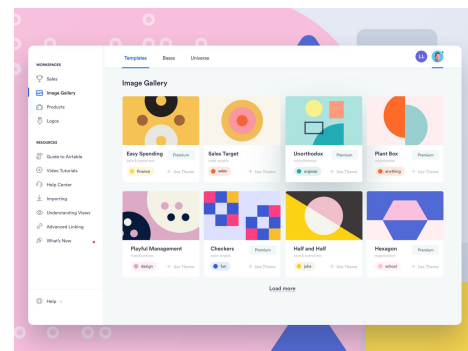 WORKSPACES
Sales
Image Gallery
Products
Logos
RESOURCES
Guide to Airtable
Video Tutorials
Help Center
Importing
Understanding Views
Advanced Linking
What's New
Help
Templates Bases Universe
LL
Image Gallery
Easy Spending Premium
finance Use Theme
Sales Target
sales Use Theme
Unorthodox Premium
Use Theme
Plant Box Premium
anything Use Theme
Playful Management
design Use Theme
Checkers Premium
fun Use Theme
Half and Half
jobs Use Theme
Hexagon Premium
school Use Theme
Load more